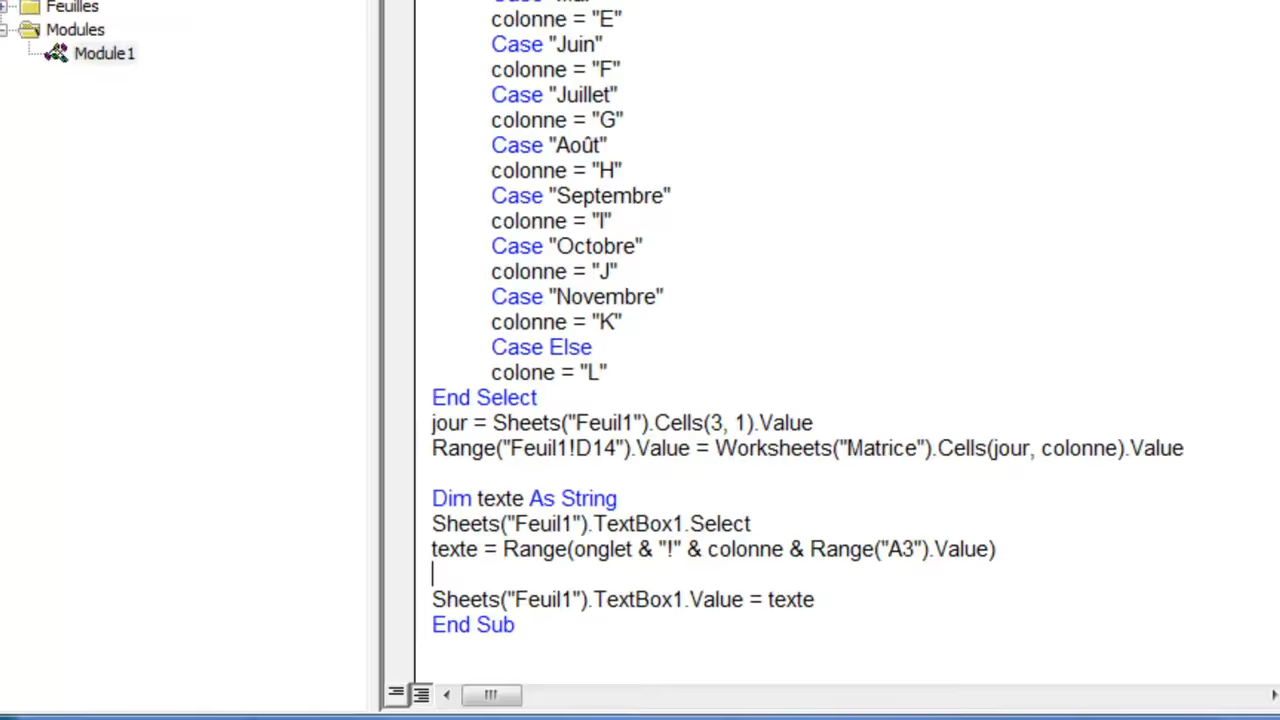 Feuilles
Modules
Module1
colonne = "E"
Case "Juin"
colonne = "F"
Case "Juillet"
colonne = "G"
Case "Août"
colonne = "H"
Case "Septembre"
colonne = "I"
Case "Octobre"
colonne = "J"
Case "Novembre"
colonne = "K"
Case Else
colone = "L"
End Select
jour = Sheets("Feuil1").Cells(3, 1).Value
Range("Feuil1!D14").Value = Worksheets("Matrice").Cells(jour, colonne).Value
Dim texte As String
Sheets("Feuil1").TextBox1.Select
texte = Range(onglet & "!" & colonne & Range("A3").Value)
Sheets("Feuil1").TextBox1.Value = texte
End Sub